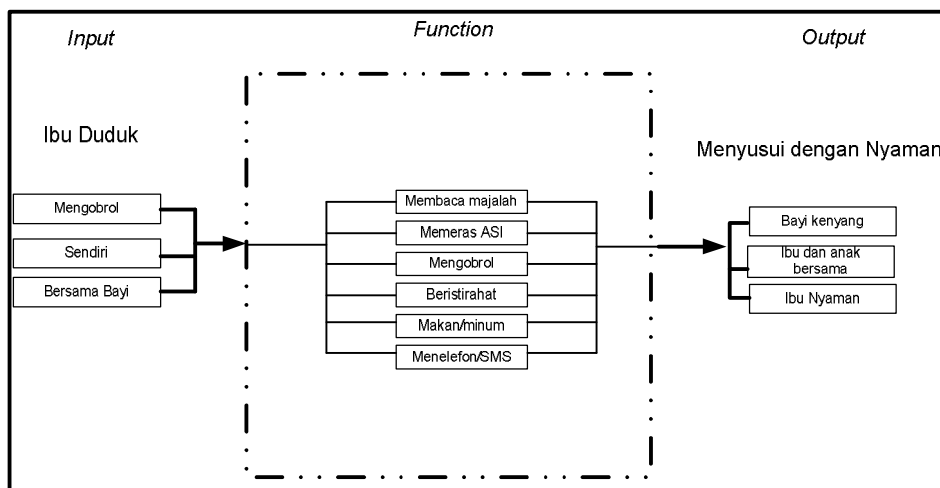 Input
Function
Output
Ibu Duduk
Menyusui dengan Nyaman
Mengobrol
Sendiri
Bersama Bayi
Membaca majalah
Memeras ASI
Mengobrol
Beristirahat
Makan/minum
Menelefon/SMS
Bayi kenyang
Ibu dan anak
bersama
Ibu Nyaman